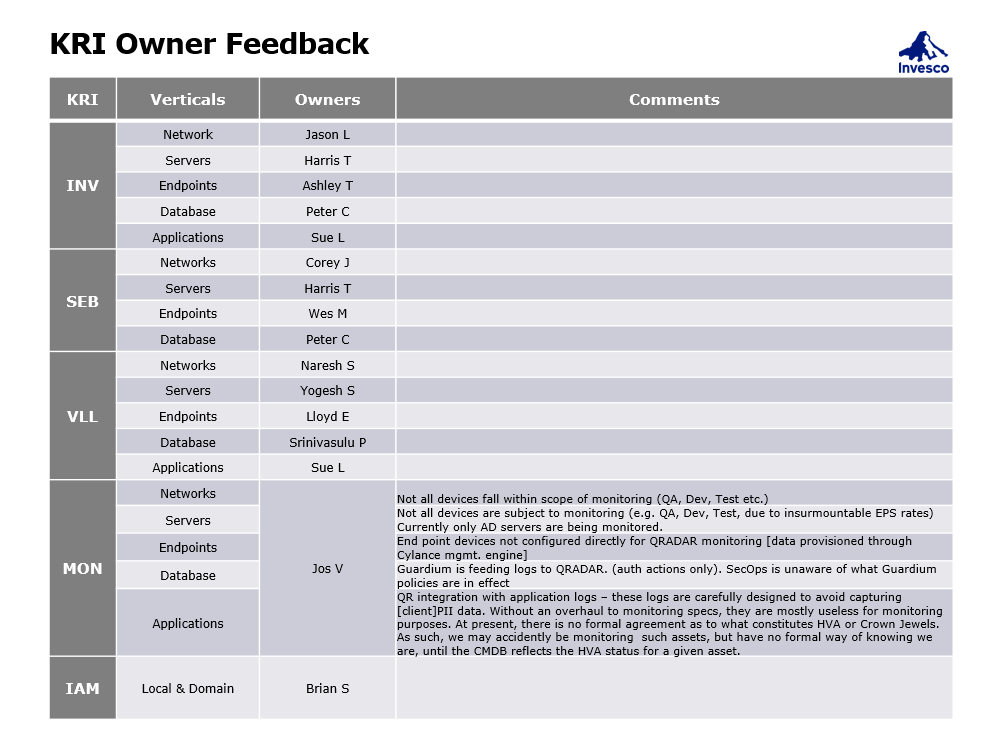 KRI Owner Feedback
Invesco
KRI Verticals Owners Comments
INV
Network Jason L
Servers Harris T
Endpoints Ashley T
Database Peter C
Applications Sue L
SEB
Networks Corey J
Servers Harris T
Endpoints Wes M
Database Peter C
VLL
Networks Naresh S
Servers Yogesh S
Endpoints Lloyd E
Database Srinivasulu P
Applications Sue L
MON
Jos V
Networks
Not all devices fall within scope of monitoring (QA, Dev, Test etc.)
Servers
Not all devices are subject to monitoring (e.g. QA, Dev, Test, due to insurmountable EPS rates)
Currently only AD servers are being monitored.
Endpoints
End point devices not configured directly for QRADAR monitoring [data provisioned through
Cylance mgmt. engine]
Database
Guardium is feeding logs to QRADAR. (auth actions only). SecOps is unaware of what Guardium
policies are in effect
Applications
QR integration with application logs – these logs are carefully designed to avoid capturing
[client]PII data. Without an overhaul to monitoring specs, they are mostly useless for monitoring
purposes. At present, there is no formal agreement as to what constitutes HVA or Crown Jewels.
As such, we may accidently be monitoring such assets, but have no formal way of knowing we
are, until the CMDB reflects the HVA status for a given asset.
IAM
Local & Domain Brian S